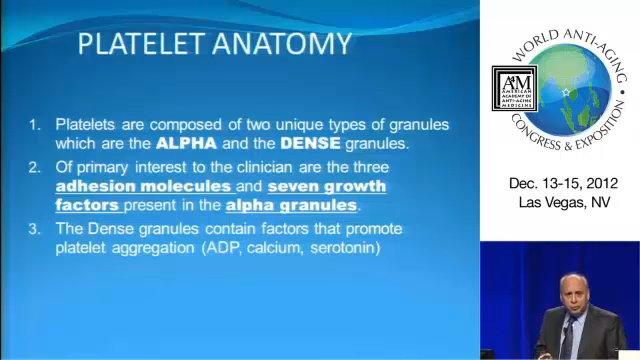 PLATELET ANATOMY
1. Platelets are composed of two unique types of granules
which are the ALPHA and the DENSE granules.
2. Of primary interest to the clinician are the three
adhesion molecules and seven growth
factors present in the alpha granules.
3. The Dense granules contain factors that promote
platelet aggregation (ADP, calcium, serotonin)
WORLD ANTI-AGING
A4M
AMERICAN
ACADEMY OF
ANTI-AGING
MEDICINE
CONGRESS & EXPOSITION
Dec. 13-15, 2012
Las Vegas, NV